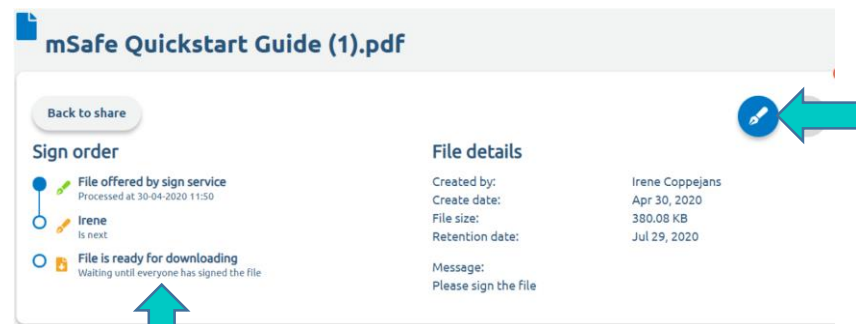 mSafe Quickstart Guide (1).pdf
Back to share
Sign order
File offered by sign service
Processed at 30-04-2020 11:50
Irene
Is next
File is ready for downloading
Waiting until everyone has signed the file
File details
Created by: Irene Coppejans
Create date: Apr 30, 2020
File size: 380.08 KB
Retention date: Jul 29, 2020
Message:
Please sign the file